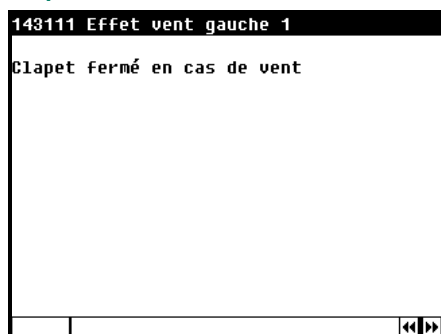 143111 Effet vent gauche 1
Clapet fermé en cas de vent